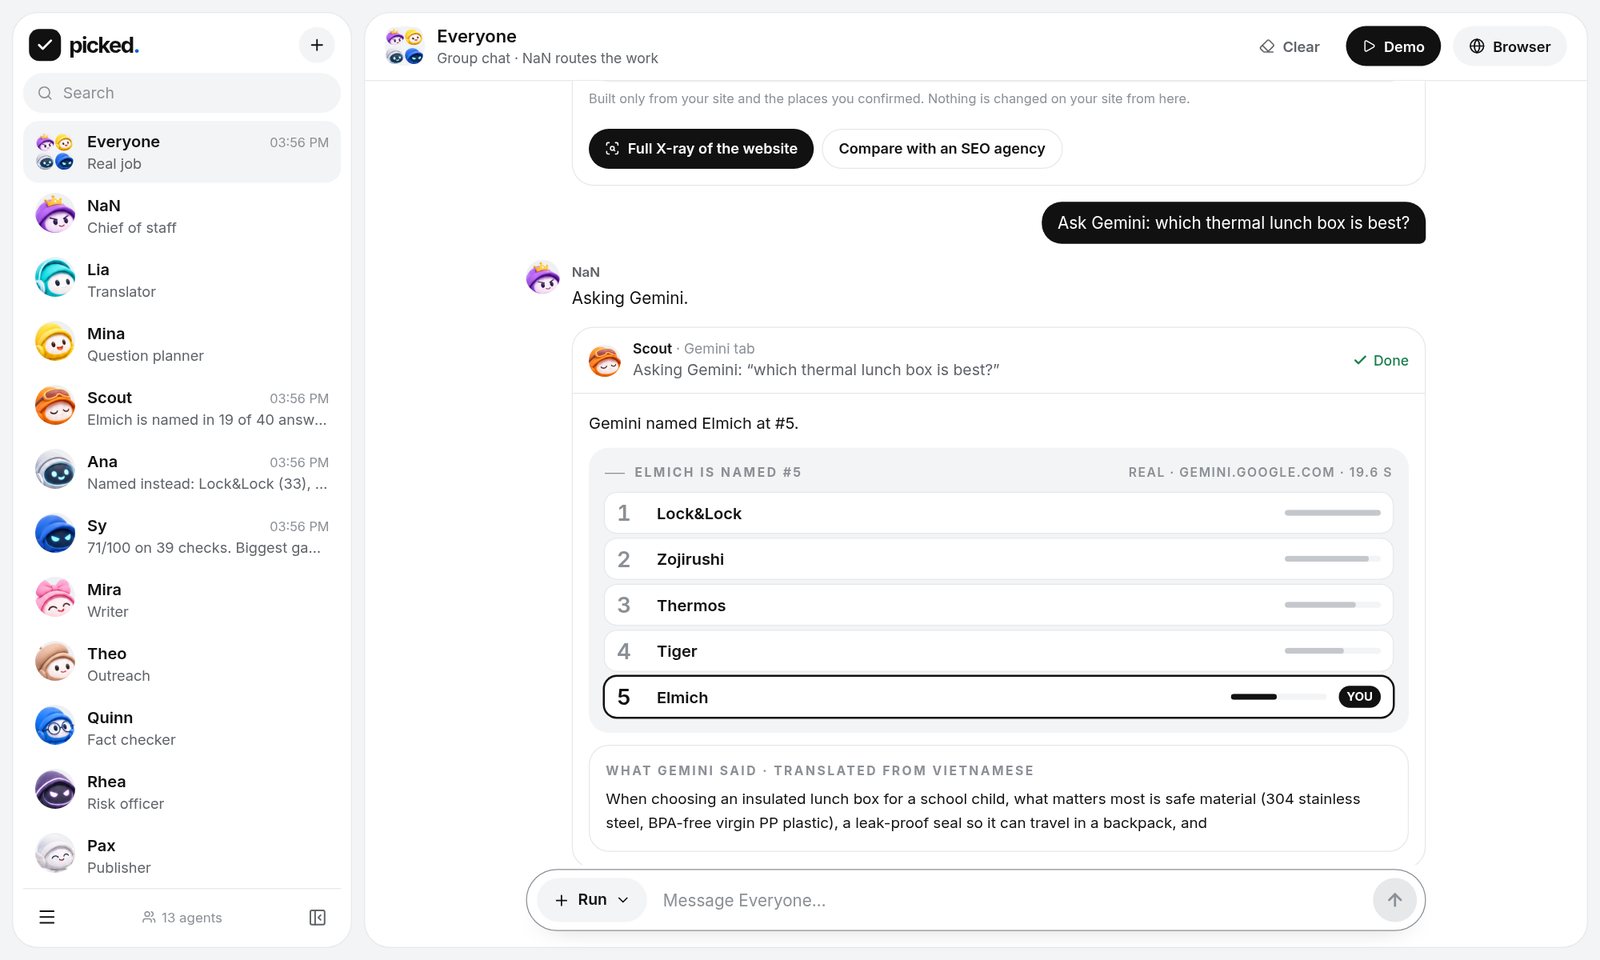 picked.
Search
Everyone
03:56 PM
Real job
NaN
Chief of staff
Lia
Translator
Mina
Question planner
Scout
03:56 PM
Elmich is named in 19 of 40 answ...
Ana
03:56 PM
Named instead: Lock&Lock (33), ...
Sy
03:56 PM
71/100 on 39 checks. Biggest ga...
Mira
Writer
Theo
Outreach
Quinn
Fact checker
Rhea
Risk officer
Pax
Publisher
13 agents
Everyone
Group chat · NaN routes the work
Clear
Demo
Browser
Built only from your site and the places you confirmed. Nothing is changed on your site from here.
Full X-ray of the website
Compare with an SEO agency
Ask Gemini: which thermal lunch box is best?
NaN
Asking Gemini.
Scout · Gemini tab
Asking Gemini: “which thermal lunch box is best?”
Done
Gemini named Elmich at #5.
ELMICH IS NAMED #5
REAL · GEMINI.GOOGLE.COM · 19.6 S
1 Lock&Lock
2 Zojirushi
3 Thermos
4 Tiger
5 Elmich YOU
WHAT GEMINI SAID · TRANSLATED FROM VIETNAMESE
When choosing an insulated lunch box for a school child, what matters most is safe material (304 stainless
steel, BPA-free virgin PP plastic), a leak-proof seal so it can travel in a backpack, and
Run
Message Everyone...